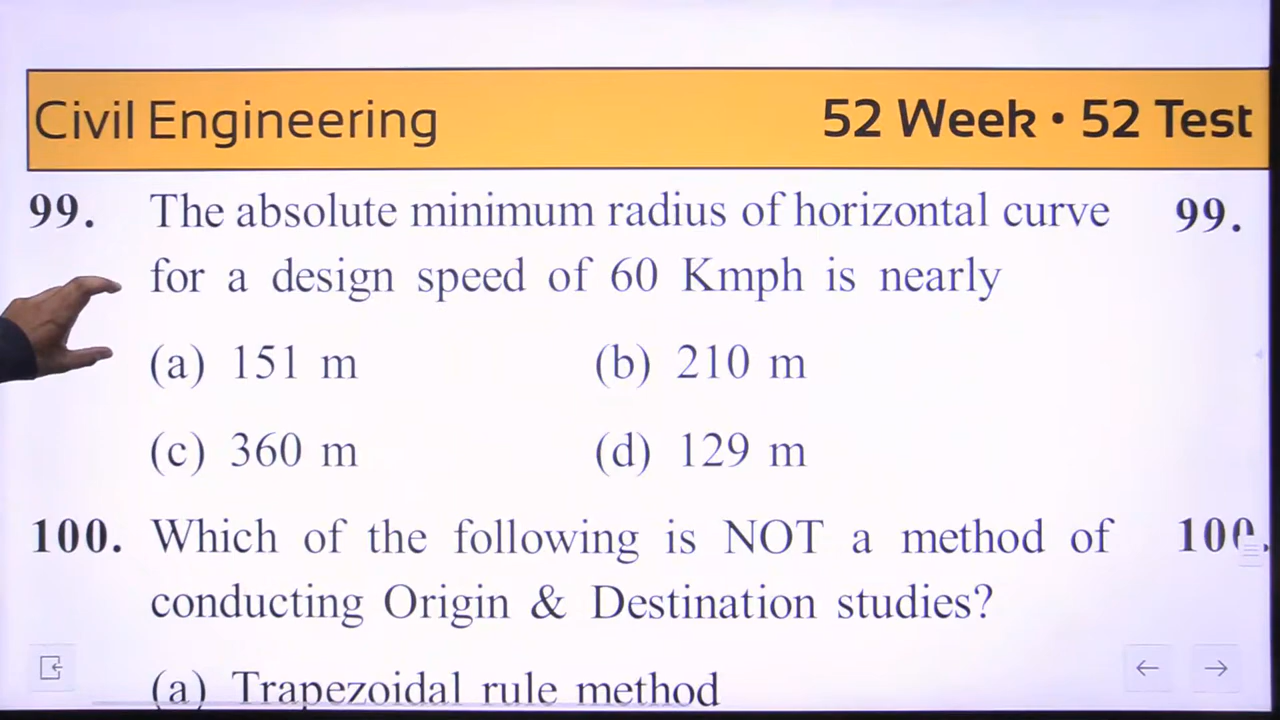 Civil Engineering 52 Week • 52 Test
99. The absolute minimum radius of horizontal curve 99.
for a design speed of 60 Kmph is nearly
(a) 151 m (b) 210 m
(c) 360 m (d) 129 m
100. Which of the following is NOT a method of 100.
conducting Origin & Destination studies?
(a) Trapezoidal rule method